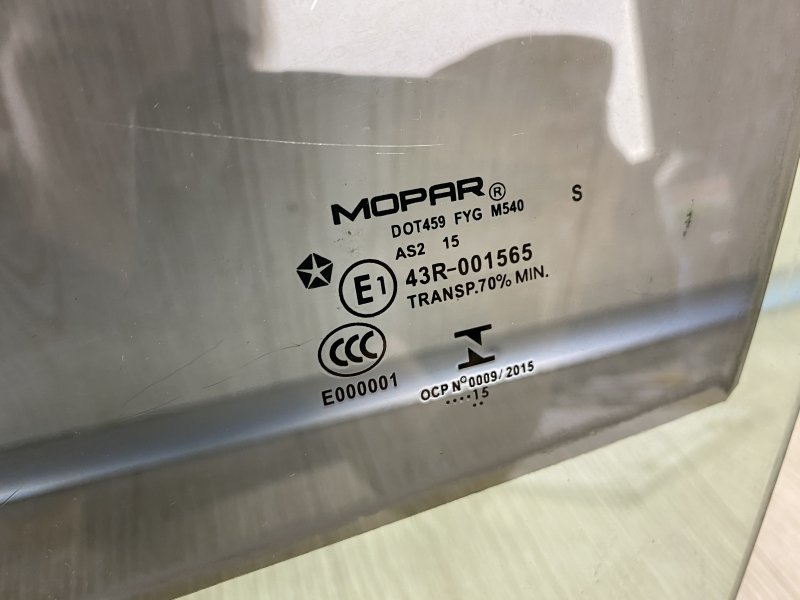 MOPAR® S
DOT459 FYG M540
AS2 15
E1 43R-001565
TRANSP.70% MIN.
CCC
E000001
OCP Nº0009/2015
....15
..